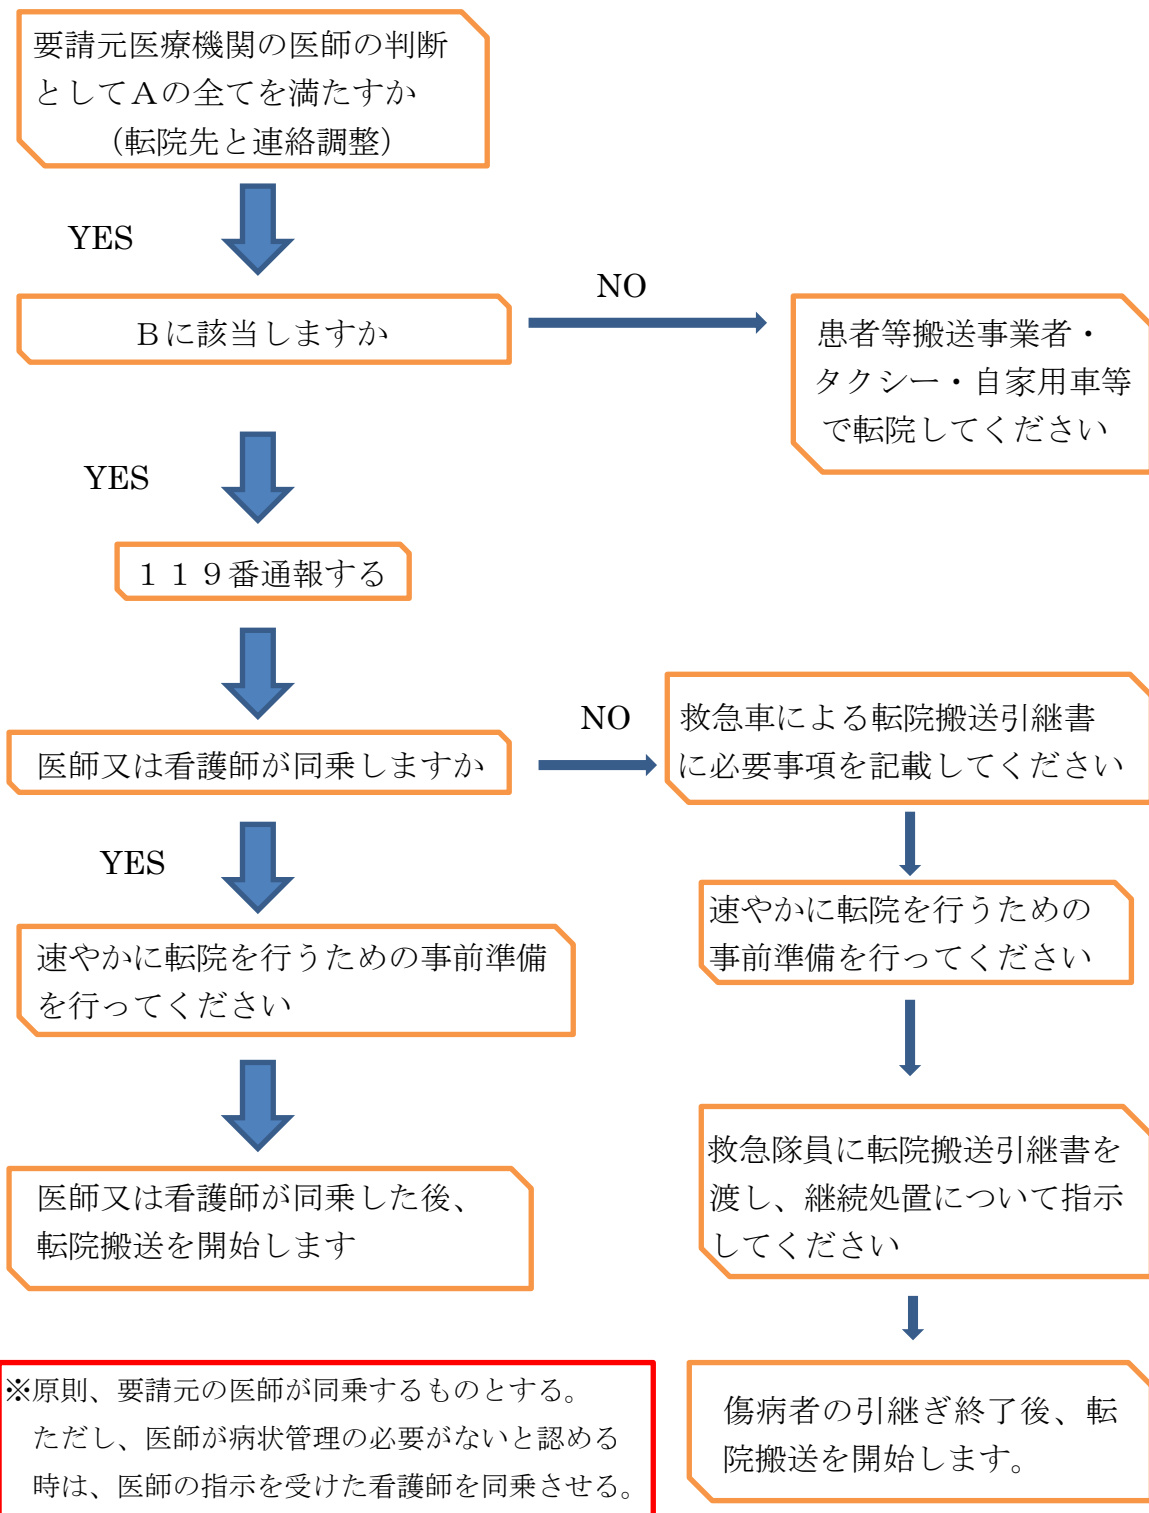 要請元医療機関の医師の判断
としてAの全てを満たすか
（転院先と連絡調整）
YES
Bに該当しますか
NO
患者等搬送事業者・
タクシー・自家用車等
で転院してください
YES
１１９番通報する
医師又は看護師が同乗しますか
NO
救急車による転院搬送引継書
に必要事項を記載してください
YES
速やかに転院を行うための事前準備
を行ってください
速やかに転院を行うための
事前準備を行ってください
医師又は看護師が同乗した後、
転院搬送を開始します
救急隊員に転院搬送引継書を
渡し、継続処置について指示
してください
※原則、要請元の医師が同乗するものとする。
ただし、医師が病状管理の必要がないと認める
時は、医師の指示を受けた看護師を同乗させる。
傷病者の引継ぎ終了後、転
院搬送を開始します。